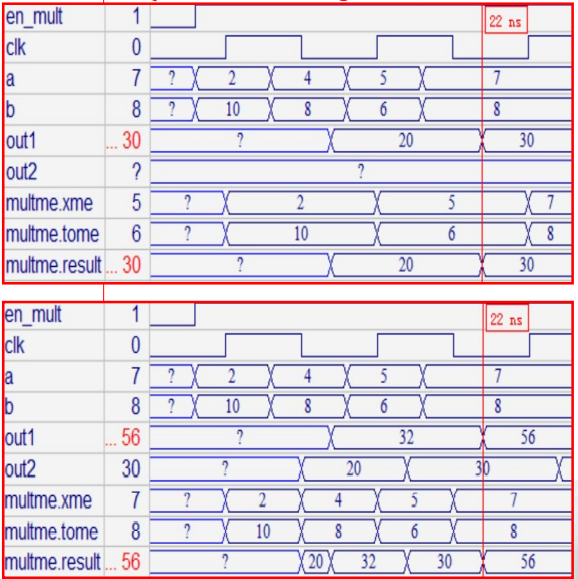 en_mult 1 22 ns
clk 0
a 7 ? 2 4 5 7
b 8 ? 10 8 6 8
out1 ... 30 ? 20 30
out2 ? ?
multme.xme 5 ? 2 5 7
multme.tome 6 ? 10 6 8
multme.result ... 30 ? 20 30
en_mult 1 22 ns
clk 0
a 7 ? 2 4 5 7
b 8 ? 10 8 6 8
out1 ... 56 ? 32 56
out2 30 ? 20 30
multme.xme 7 ? 2 4 5 7
multme.tome 8 ? 10 8 6 8
multme.result ... 56 ? 20 32 30 56